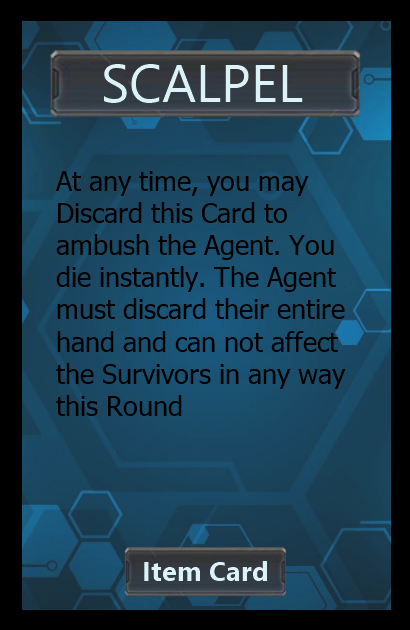 SCALPEL
At any time, you may
Discard this Card to
ambush the Agent. You
die instantly. The Agent
must discard their entire
hand and can not affect
the Survivors in any way
this Round
Item Card